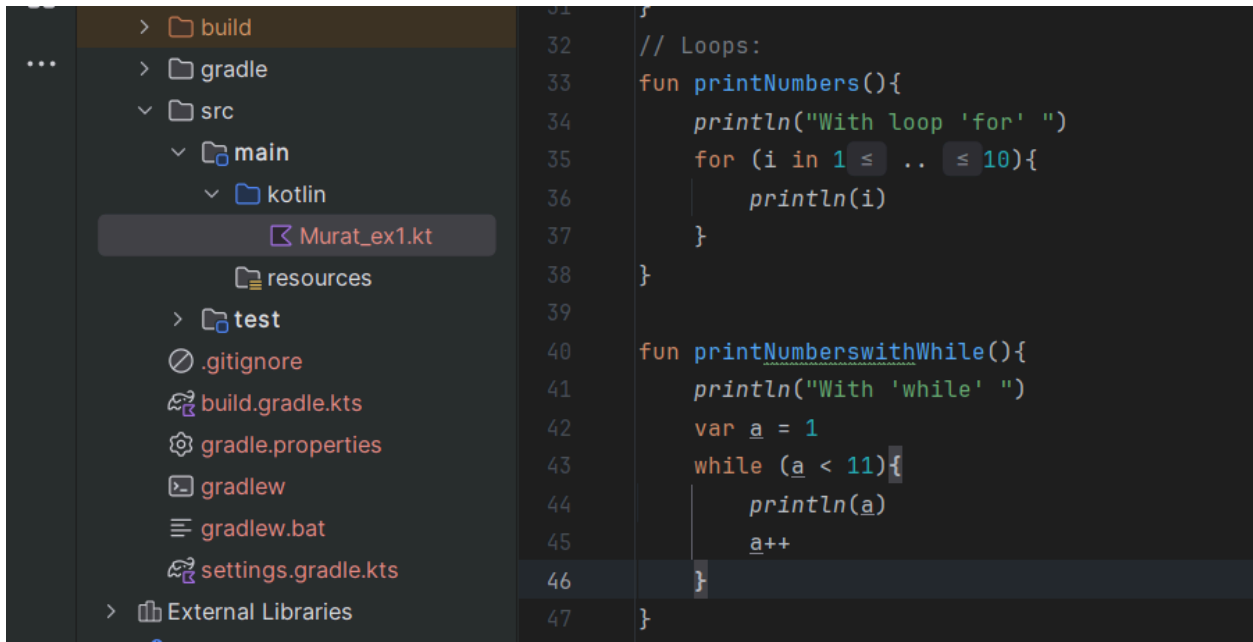 build
gradle
src
main
kotlin
Murat_ex1.kt
resources
test
.gitignore
build.gradle.kts
gradle.properties
gradlew
gradlew.bat
settings.gradle.kts
External Libraries
31 }
32 // Loops:
33 fun printNumbers(){
34 println("With loop 'for' ")
35 for (i in 1 ≤ .. ≤ 10){
36 println(i)
37 }
38 }
39
40 fun printNumberswithWhile(){
41 println("With 'while' ")
42 var a = 1
43 while (a < 11){
44 println(a)
45 a++
46 }
47 }